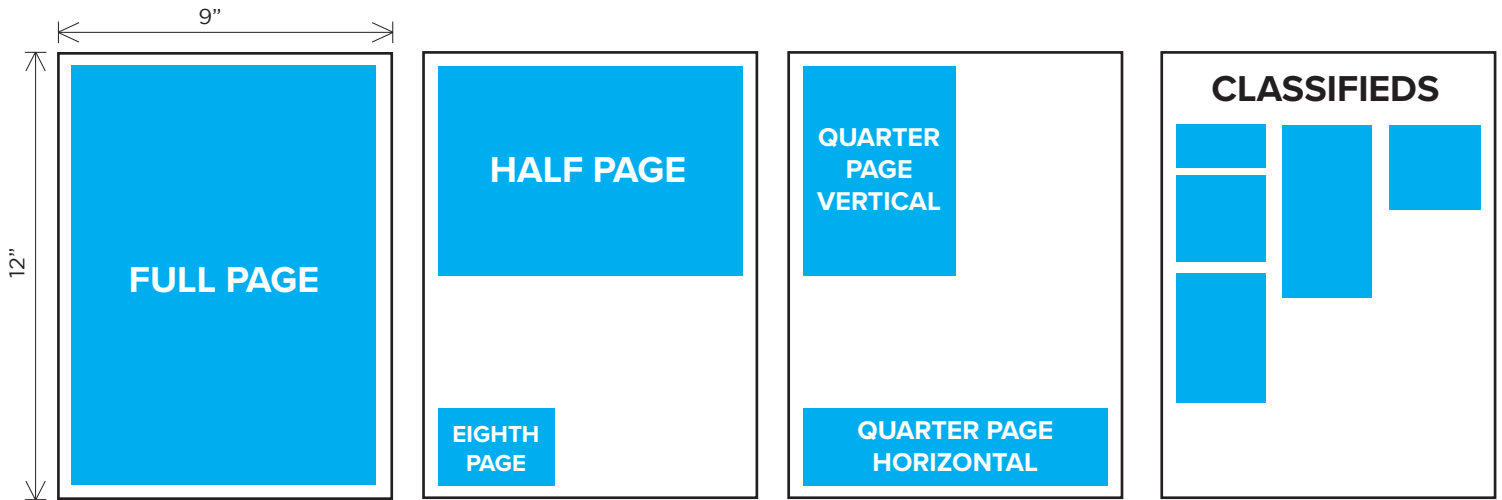 9”
12”
FULL PAGE
HALF PAGE
EIGHTH
PAGE
QUARTER
PAGE
VERTICAL
QUARTER PAGE
HORIZONTAL
CLASSIFIEDS